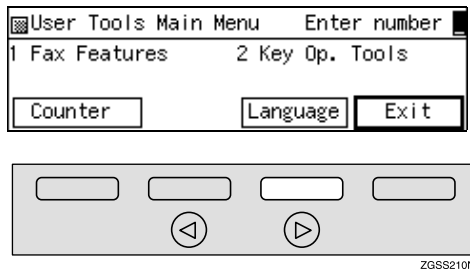 User Tools Main Menu Enter number
1 Fax Features 2 Key Op. Tools
Counter Language Exit
ZGSS210N